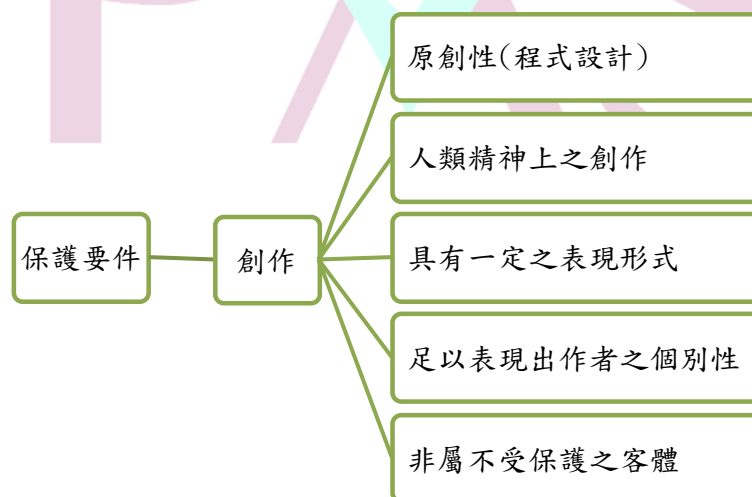 原創性(程式設計)
人類精神上之創作
保護要件
創作
具有一定之表現形式
足以表現出作者之個別性
非屬不受保護之客體